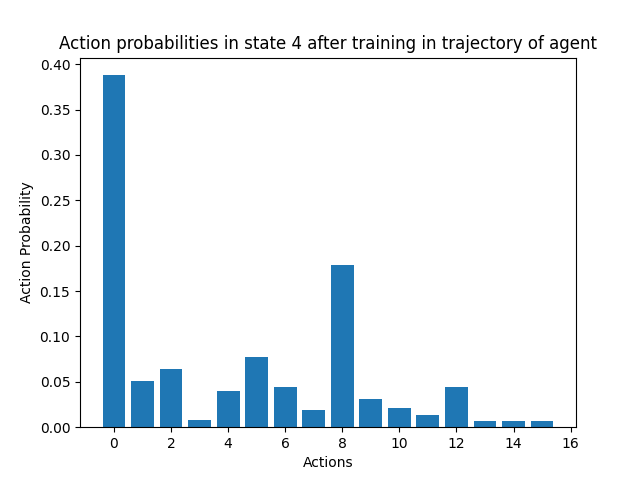 Action probabilities in state 4 after training in trajectory of agent
0.40
0.35
0.30
0.25
0.20
0.15
0.10
0.05
0.00
Action Probability
0 2 4 6 8 10 12 14 16
Actions